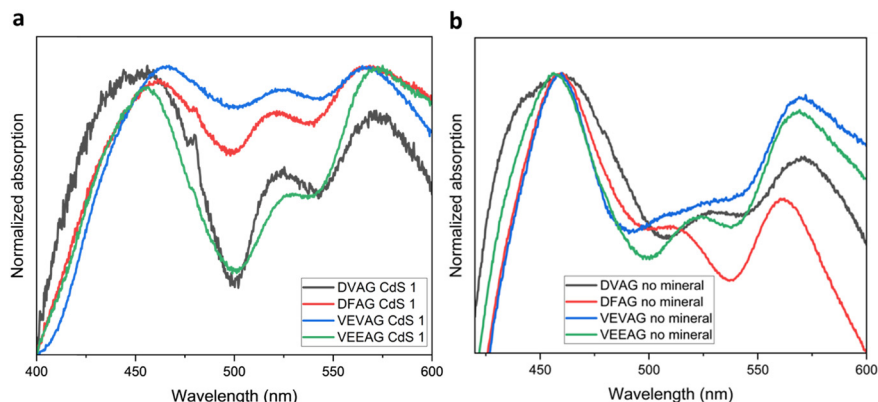 a
Normalized absorption
DVAG CdS 1
DFAG CdS 1
VEVAG CdS 1
VEEAG CdS 1
400 450 500 550 600
Wavelength (nm)
b
Normalized absorption
DVAG no mineral
DFAG no mineral
VEVAG no mineral
VEEAG no mineral
450 500 550 600
Wavelength (nm)